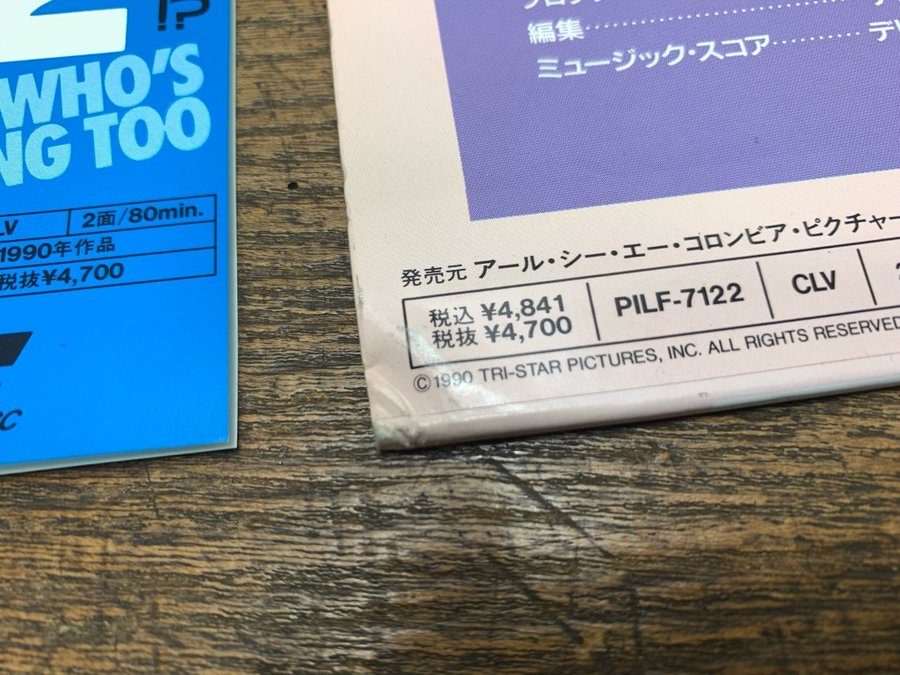 2 !?
WHO'S
NG TOO
LV 2面/80min.
1990年作品
税抜¥4,700
編集
ミュージック・スコア
発売元 アール・シー・エー・コロンビア・ピクチャー
税込 ¥4,841
税抜 ¥4,700
PILF-7122
CLV
©1990 TRI-STAR PICTURES, INC. ALL RIGHTS RESERVED